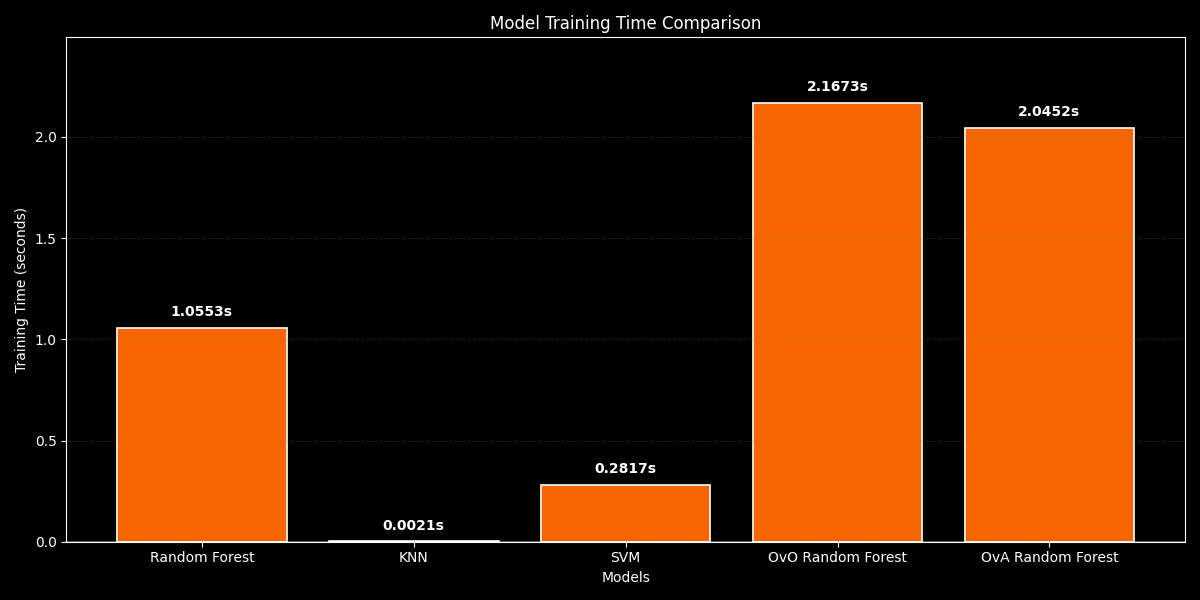 Model Training Time Comparison
2.1673s
2.0452s
2.0
1.5
1.0553s
1.0
0.5
0.2817s
0.0021s
0.0
Training Time (seconds)
Random Forest
KNN
SVM
OvO Random Forest
OvA Random Forest
Models